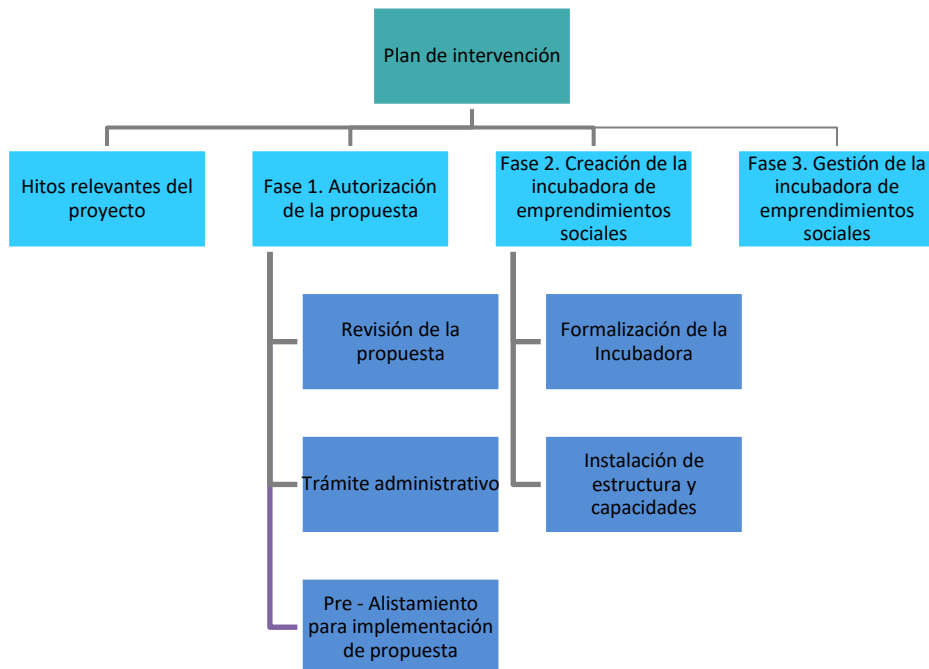 Plan de intervención
Hitos relevantes del
proyecto
Fase 1. Autorización
de la propuesta
Fase 2. Creación de la
incubadora de
emprendimientos
sociales
Fase 3. Gestión de la
incubadora de
emprendimientos
sociales
Revisión de la
propuesta
Formalización de la
Incubadora
Trámite administrativo
Instalación de
estructura y
capacidades
Pre - Alistamiento
para implementación
de propuesta